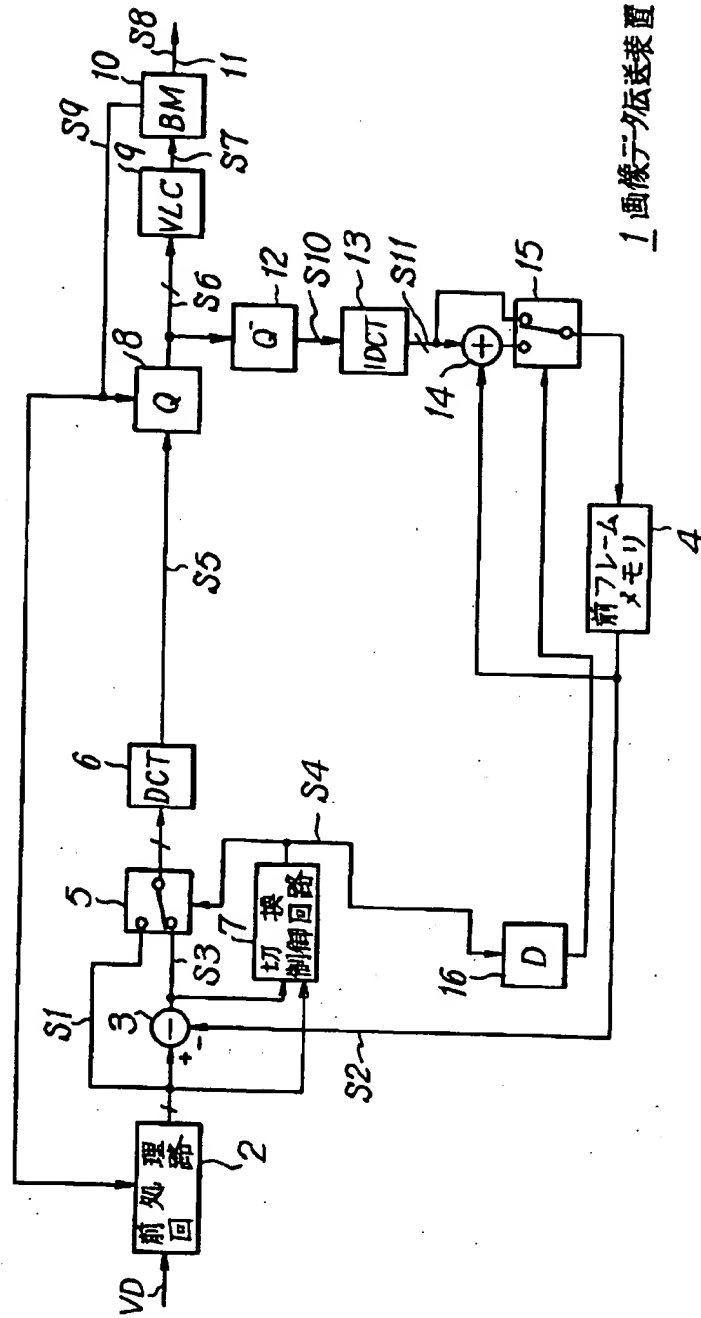 VD
前処理
回路
2
S1
3
+
-
-
S3
5
切換
制御回路
7
S4
DCT
6
S5
Q
8
S6
VLC
9
S7
BM
10
S8
11
S9
Q⁻
12
S10
IDCT
13
S11
+
14
15
前フレーム
メモリ
4
D
16
S2
1 画像データ伝送装置